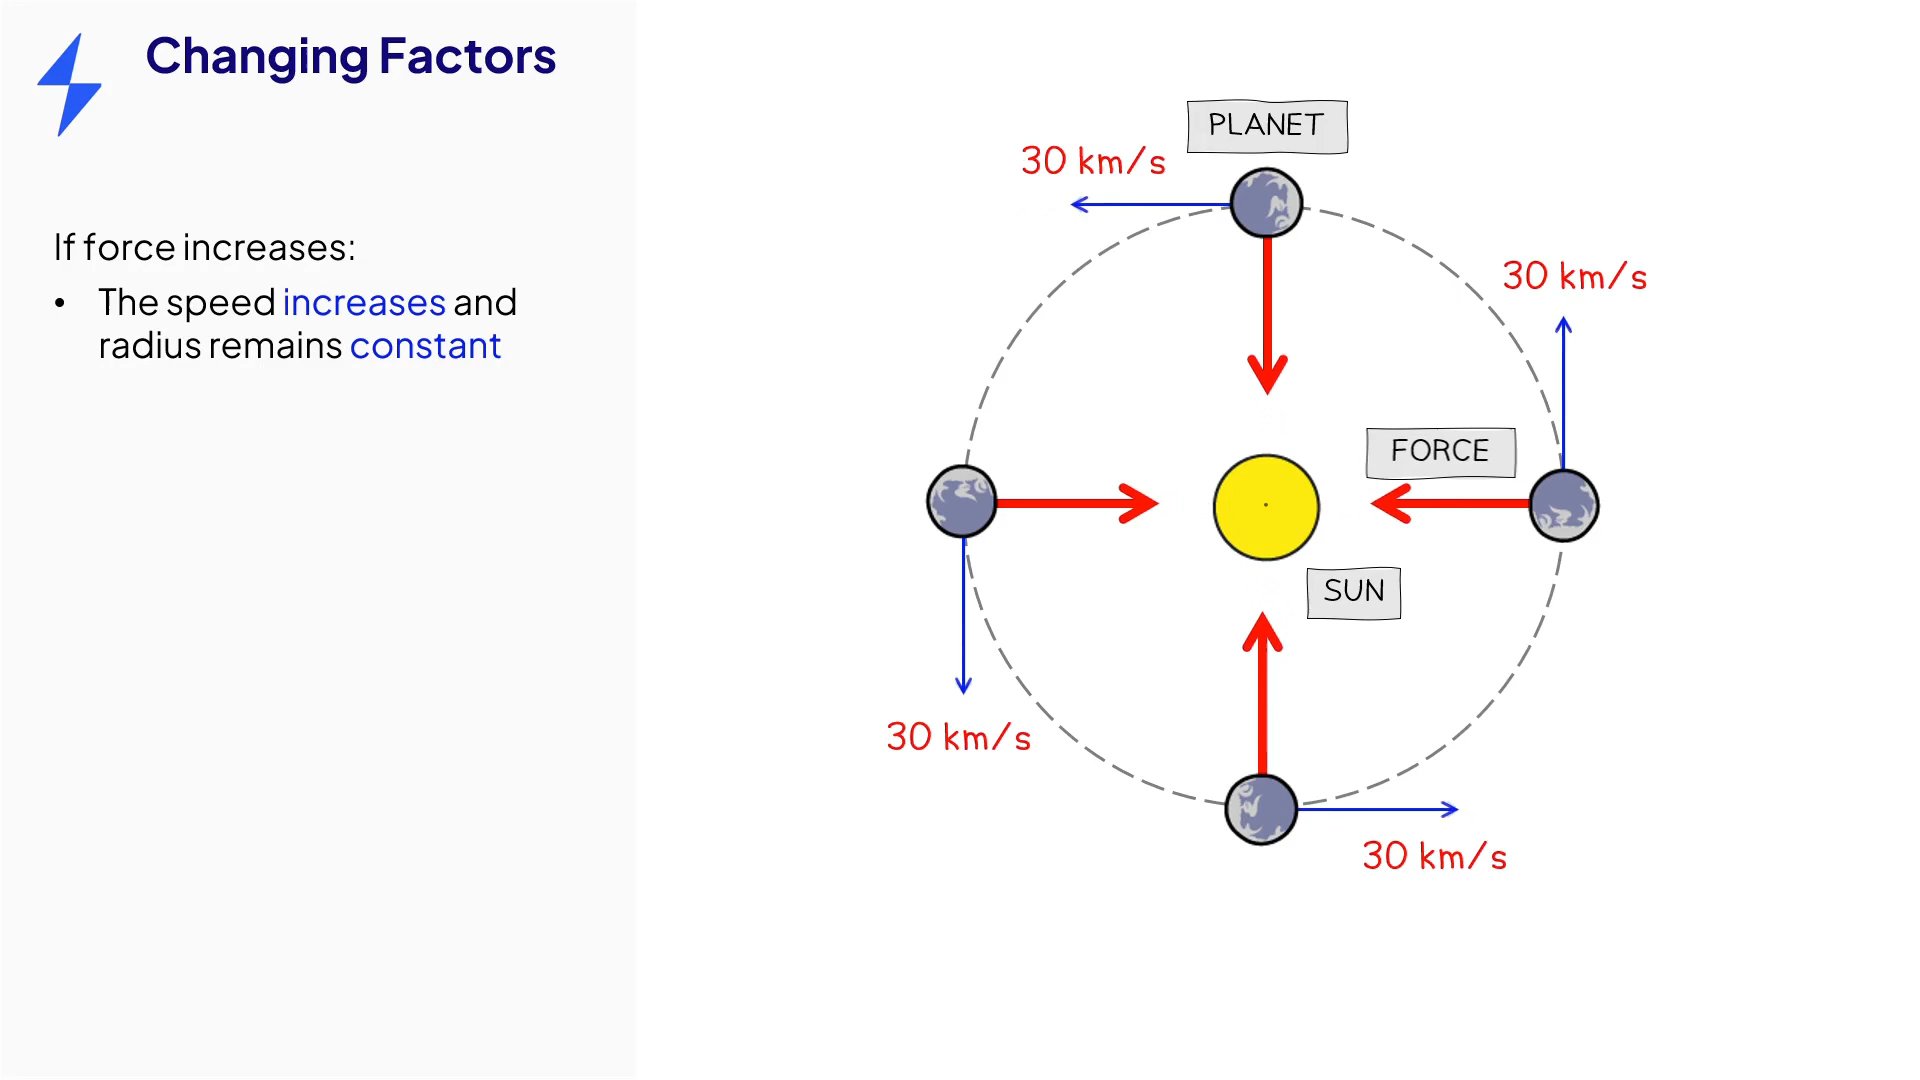 Changing Factors
If force increases:
• The speed increases and
radius remains constant
PLANET
30 km/s
30 km/s
FORCE
SUN
30 km/s
30 km/s